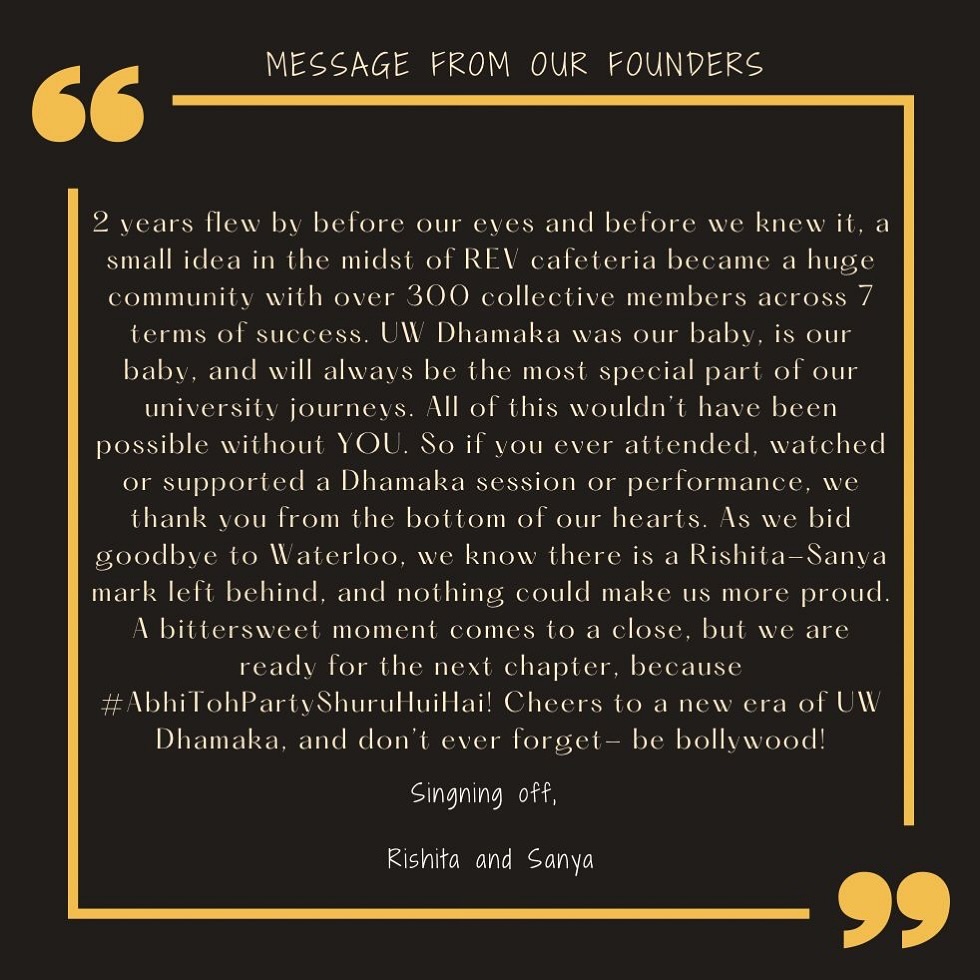 MESSAGE FROM OUR FOUNDERS
2 years flew by before our eyes and before we knew it, a
small idea in the midst of REV cafeteria became a huge
community with over 300 collective members across 7
terms of success. UW Dhamaka was our baby, is our
baby, and will always be the most special part of our
university journeys. All of this wouldn't have been
possible without YOU. So if you ever attended, watched
or supported a Dhamaka session or performance, we
thank you from the bottom of our hearts. As we bid
goodbye to Waterloo, we know there is a Rishita-Sanya
mark left behind, and nothing could make us more proud.
A bittersweet moment comes to a close, but we are
ready for the next chapter, because
#AbhiTohPartyShuruHuiHai! Cheers to a new era of UW
Dhamaka, and don't ever forget- be bollywood!
Singning off,
Rishita and Sanya